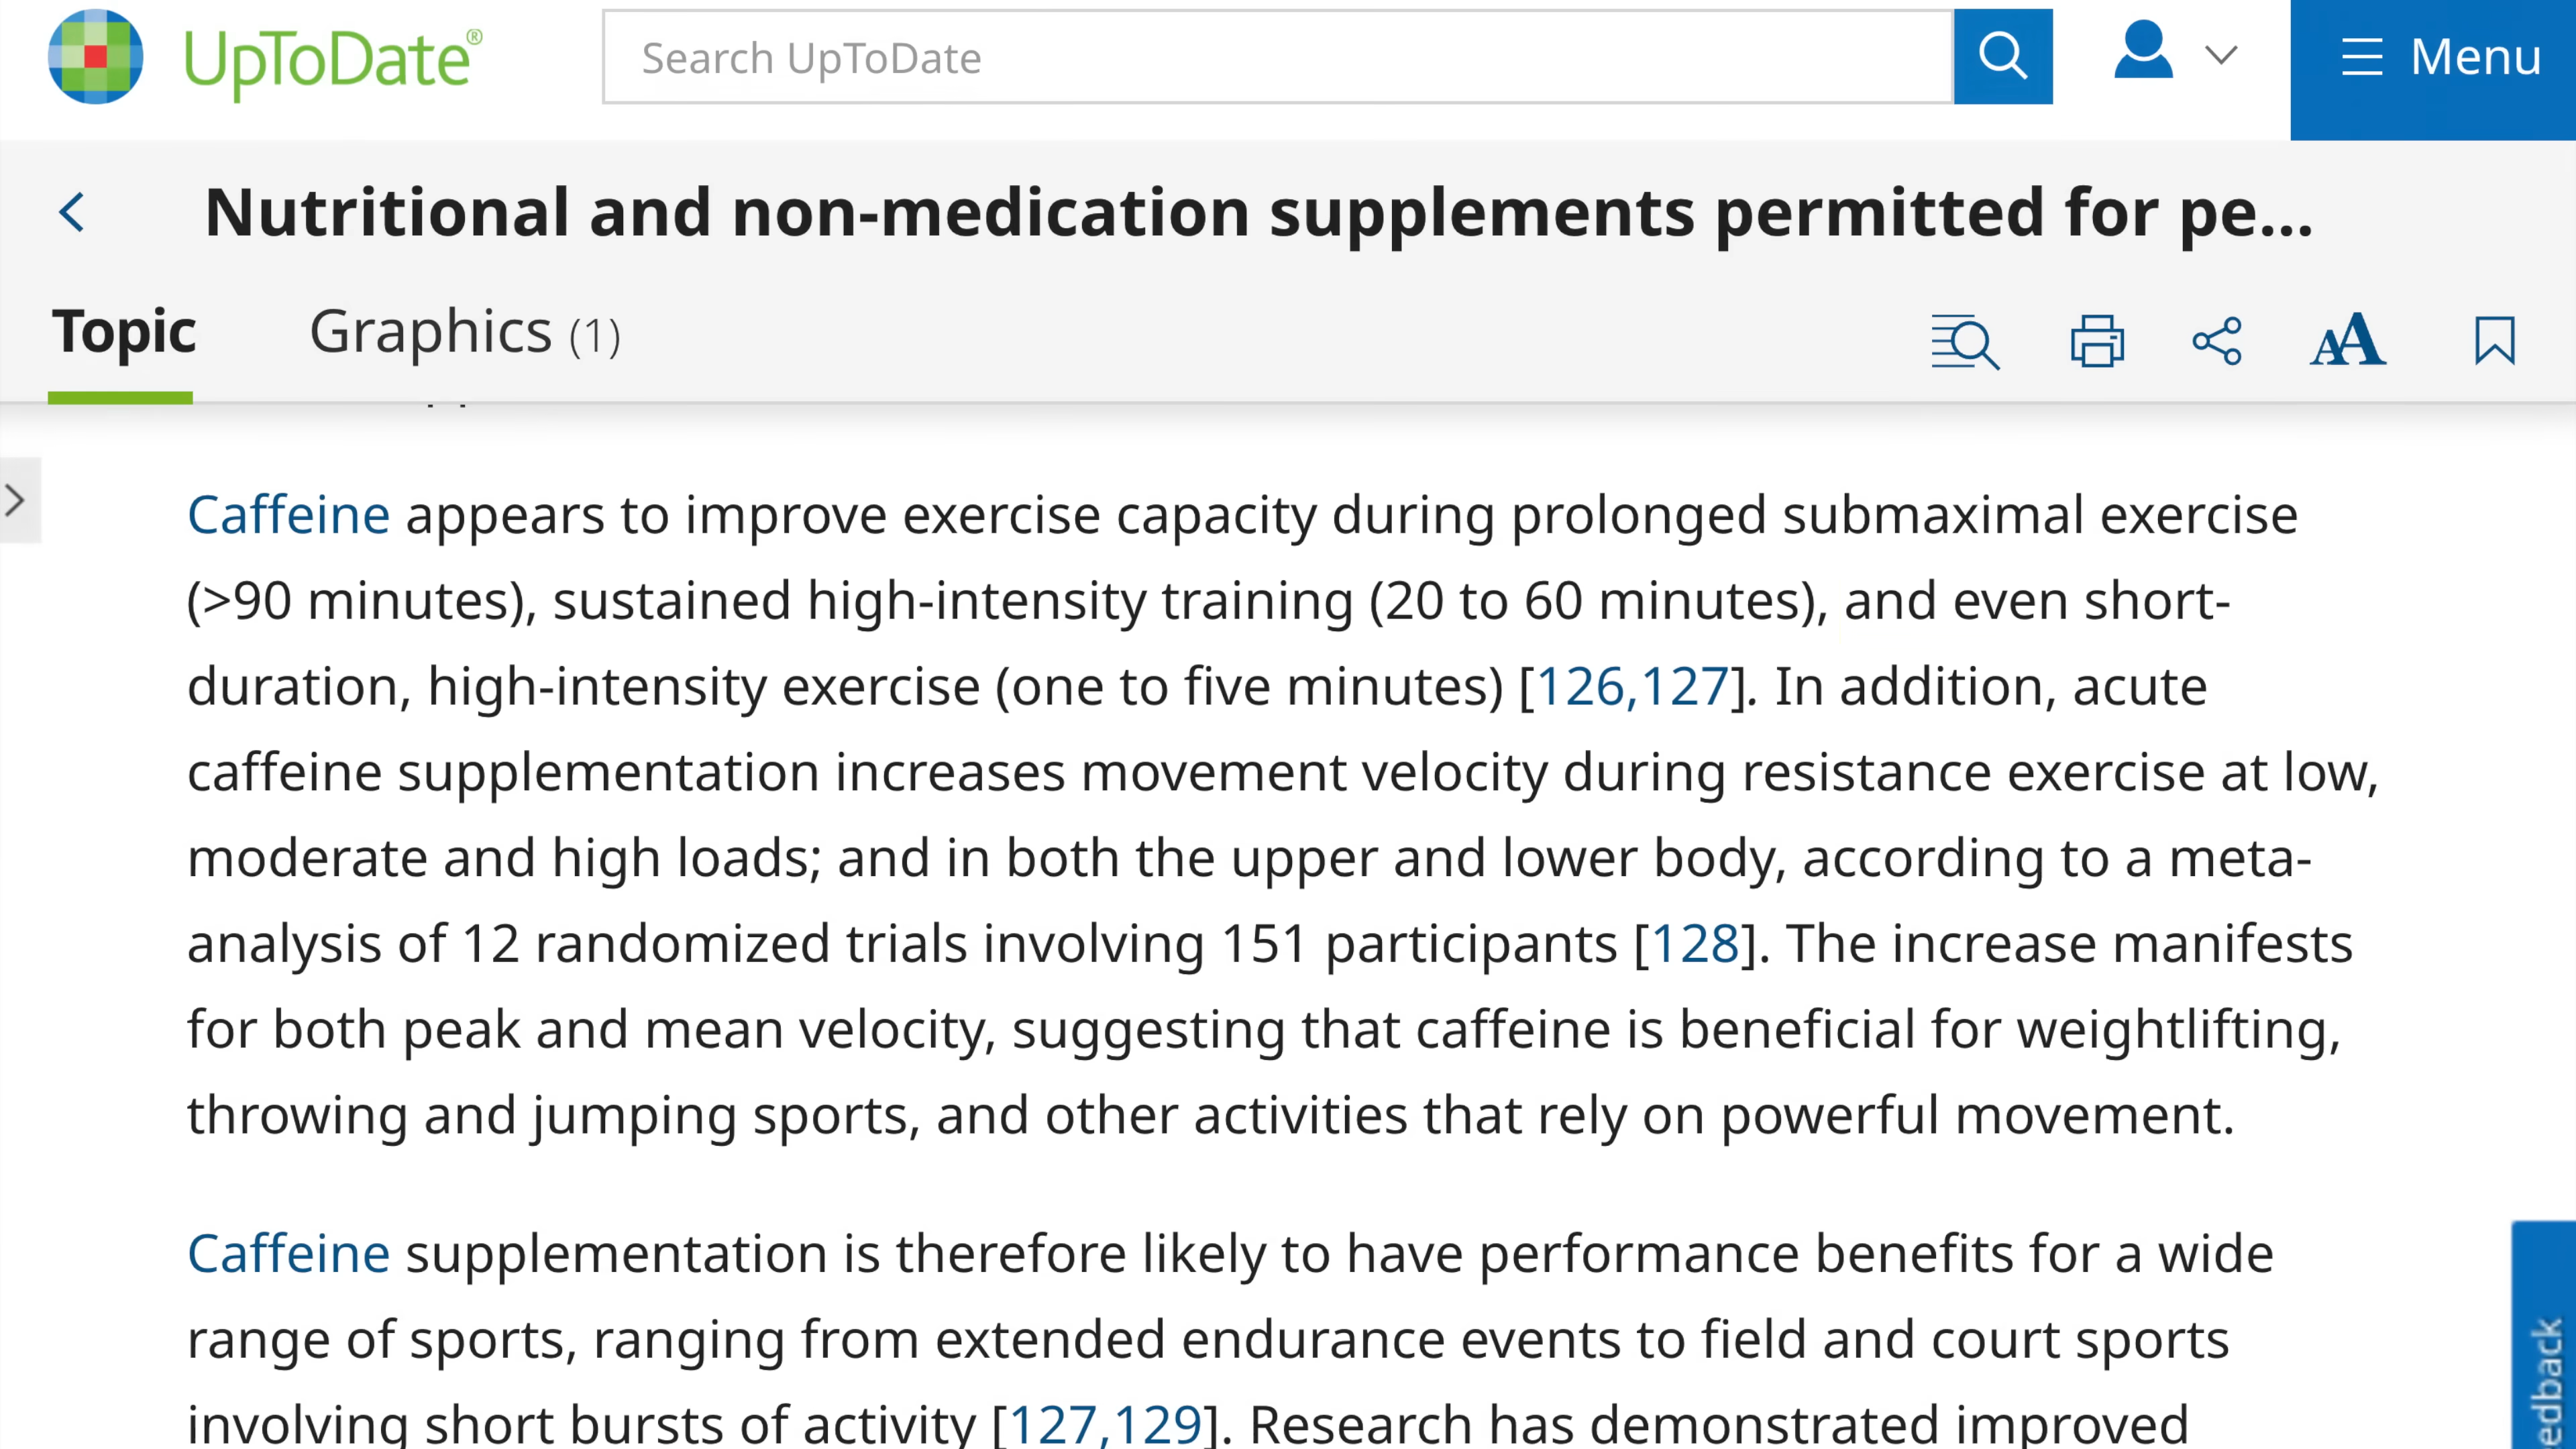 UpToDate®
Search UpToDate
Menu
Nutritional and non-medication supplements permitted for pe...
Topic
Graphics (1)
Caffeine appears to improve exercise capacity during prolonged submaximal exercise
(>90 minutes), sustained high-intensity training (20 to 60 minutes), and even short-
duration, high-intensity exercise (one to five minutes) [126,127]. In addition, acute
caffeine supplementation increases movement velocity during resistance exercise at low,
moderate and high loads; and in both the upper and lower body, according to a meta-
analysis of 12 randomized trials involving 151 participants [128]. The increase manifests
for both peak and mean velocity, suggesting that caffeine is beneficial for weightlifting,
throwing and jumping sports, and other activities that rely on powerful movement.
Caffeine supplementation is therefore likely to have performance benefits for a wide
range of sports, ranging from extended endurance events to field and court sports
involving short bursts of activity [127,129]. Research has demonstrated improved
edback